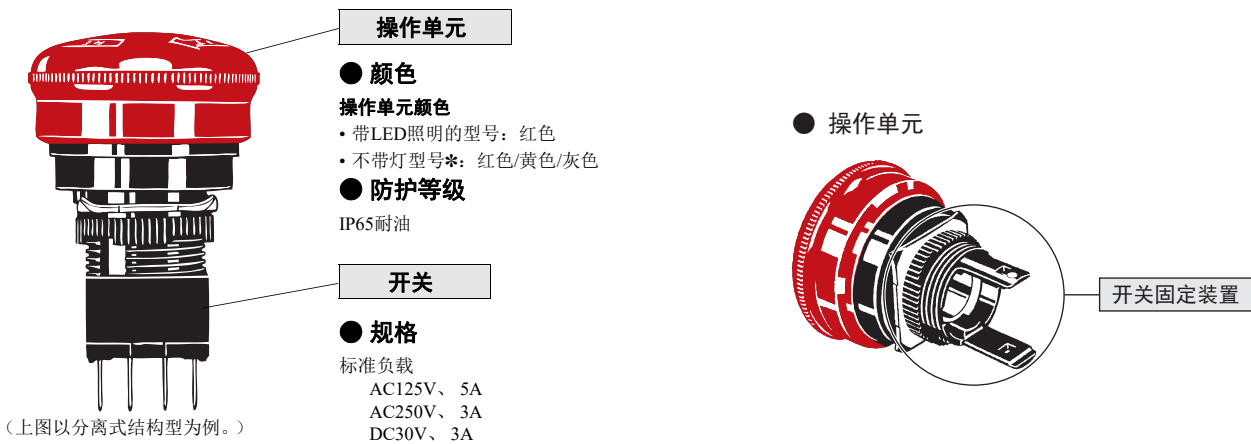 操作单元
● 颜色
操作单元颜色
• 带LED照明的型号：红色
• 不带灯型号✻：红色/黄色/灰色
● 防护等级
IP65耐油
开关
● 规格
标准负载
AC125V、 5A
AC250V、 3A
DC30V、 3A
（上图以分离式结构型为例。）
● 操作单元
开关固定装置